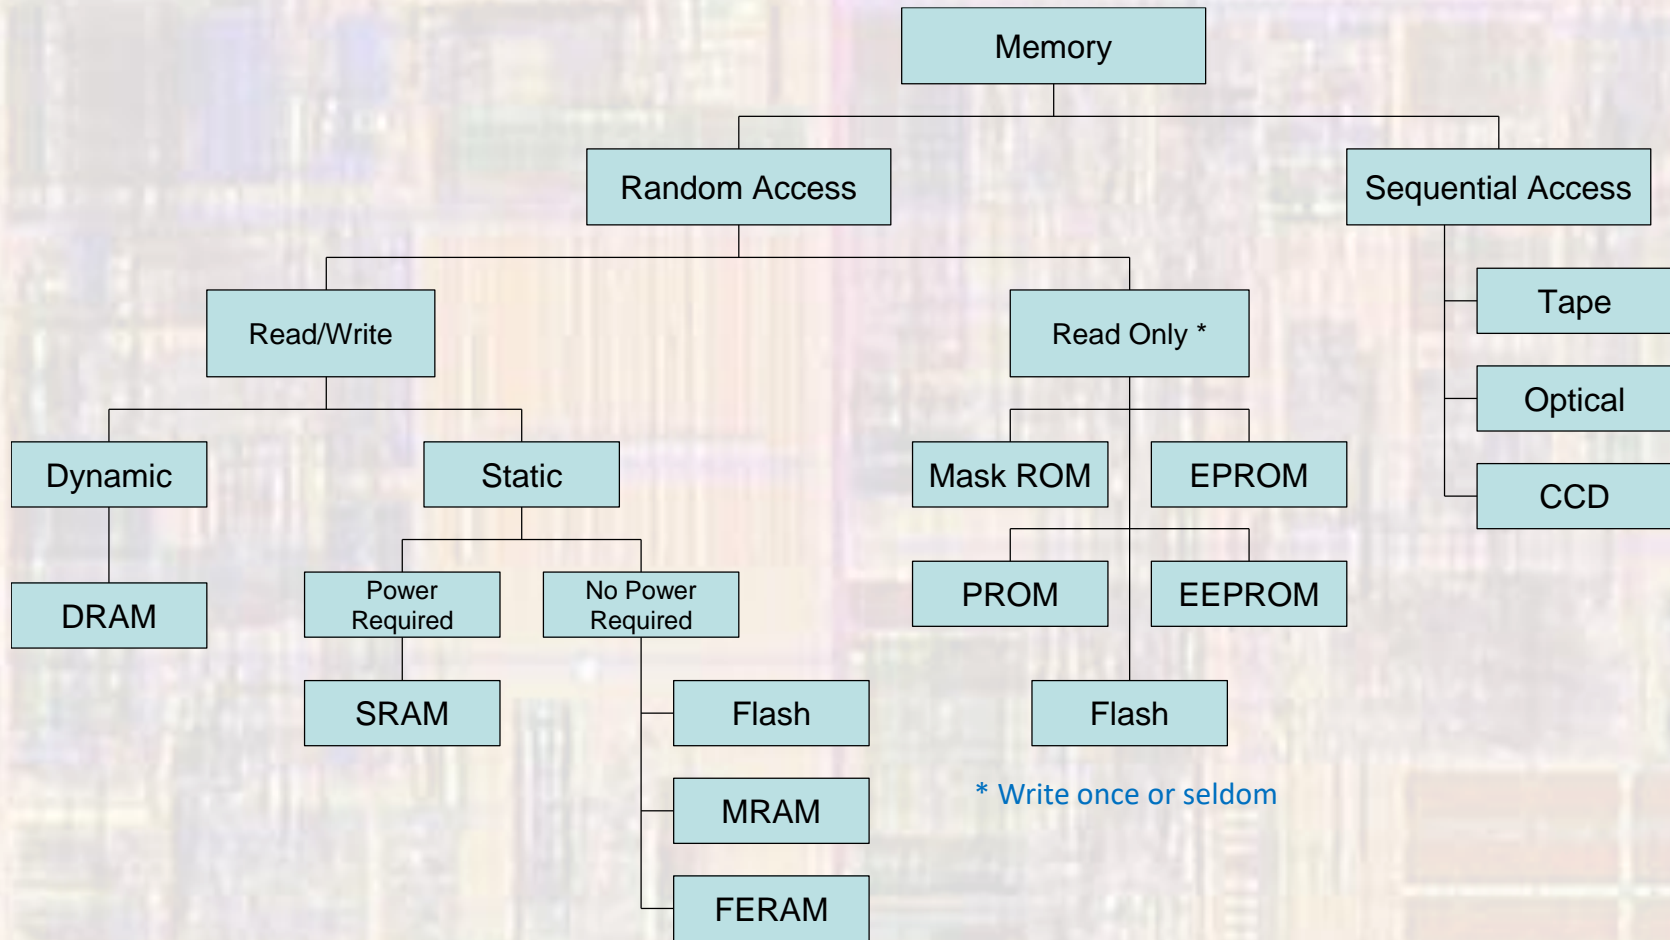 Memory
Random Access
Sequential Access
Tape
Read/Write
Read Only *
Optical
Dynamic
Static
Mask ROM
EPROM
CCD
Power
Required
No Power
Required
PROM
EEPROM
DRAM
SRAM
Flash
Flash
* Write once or seldom
MRAM
FERAM